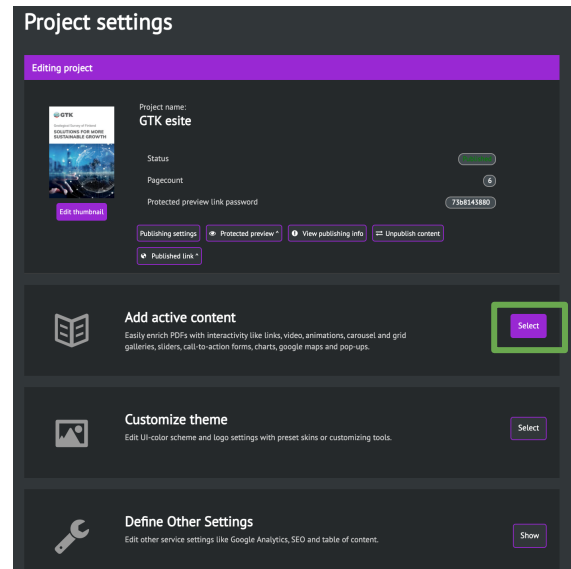 Project settings
Editing project
GTK
Geological Survey of Finland
SOLUTIONS FOR MORE
SUSTAINABLE GROWTH
Edit thumbnail
Project name:
GTK esite
Status
Pagecount
6
Protected preview link password
73b8143880
Publishing settings
Protected preview ^
View publishing info
Unpublish content
Published link ^
Add active content
Easily enrich PDFs with interactivity like links, video, animations, carousel and grid
galleries, sliders, call-to-action forms, charts, google maps and pop-ups.
Select
Customize theme
Edit UI-color scheme and logo settings with preset skins or customizing tools.
Select
Define Other Settings
Edit other service settings like Google Analytics, SEO and table of content.
Show